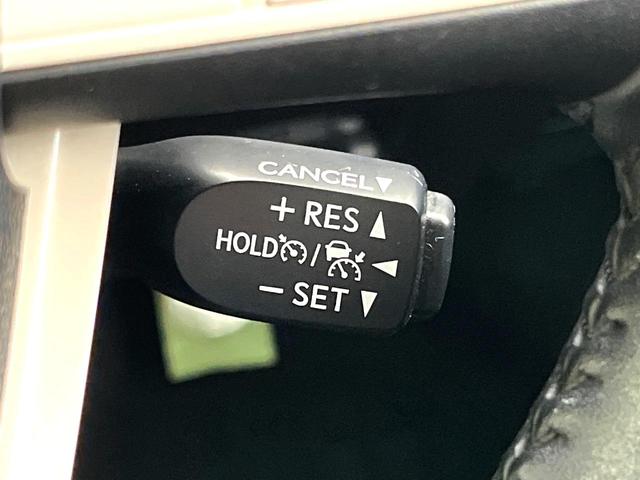 CANCEL▼
+ RES ▲
HOLD / ◀
− SET ▼